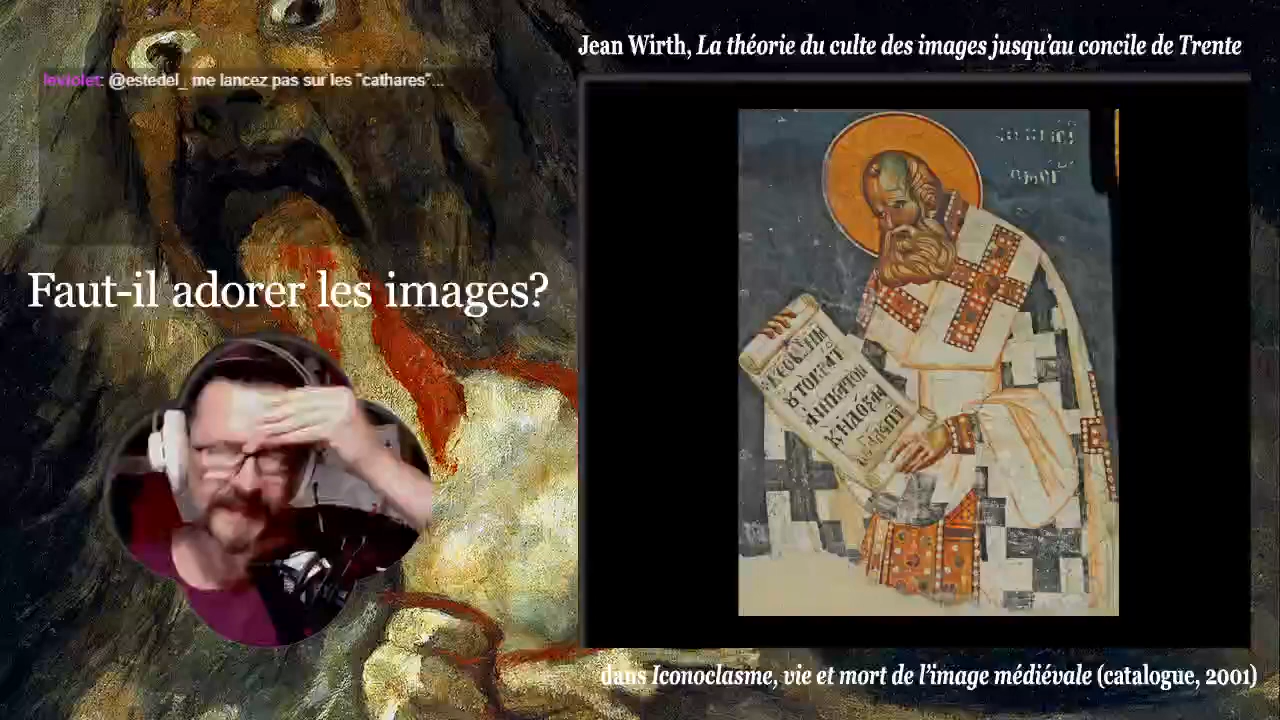 Jean Wirth, La théorie du culte des images jusqu'au concile de Trente
lexiolet: @estedel_ me lancez pas sur les "cathares"...
Faut-il adorer les images?
dans Iconoclasme, vie et mort de l'image médiévale (catalogue, 2001)